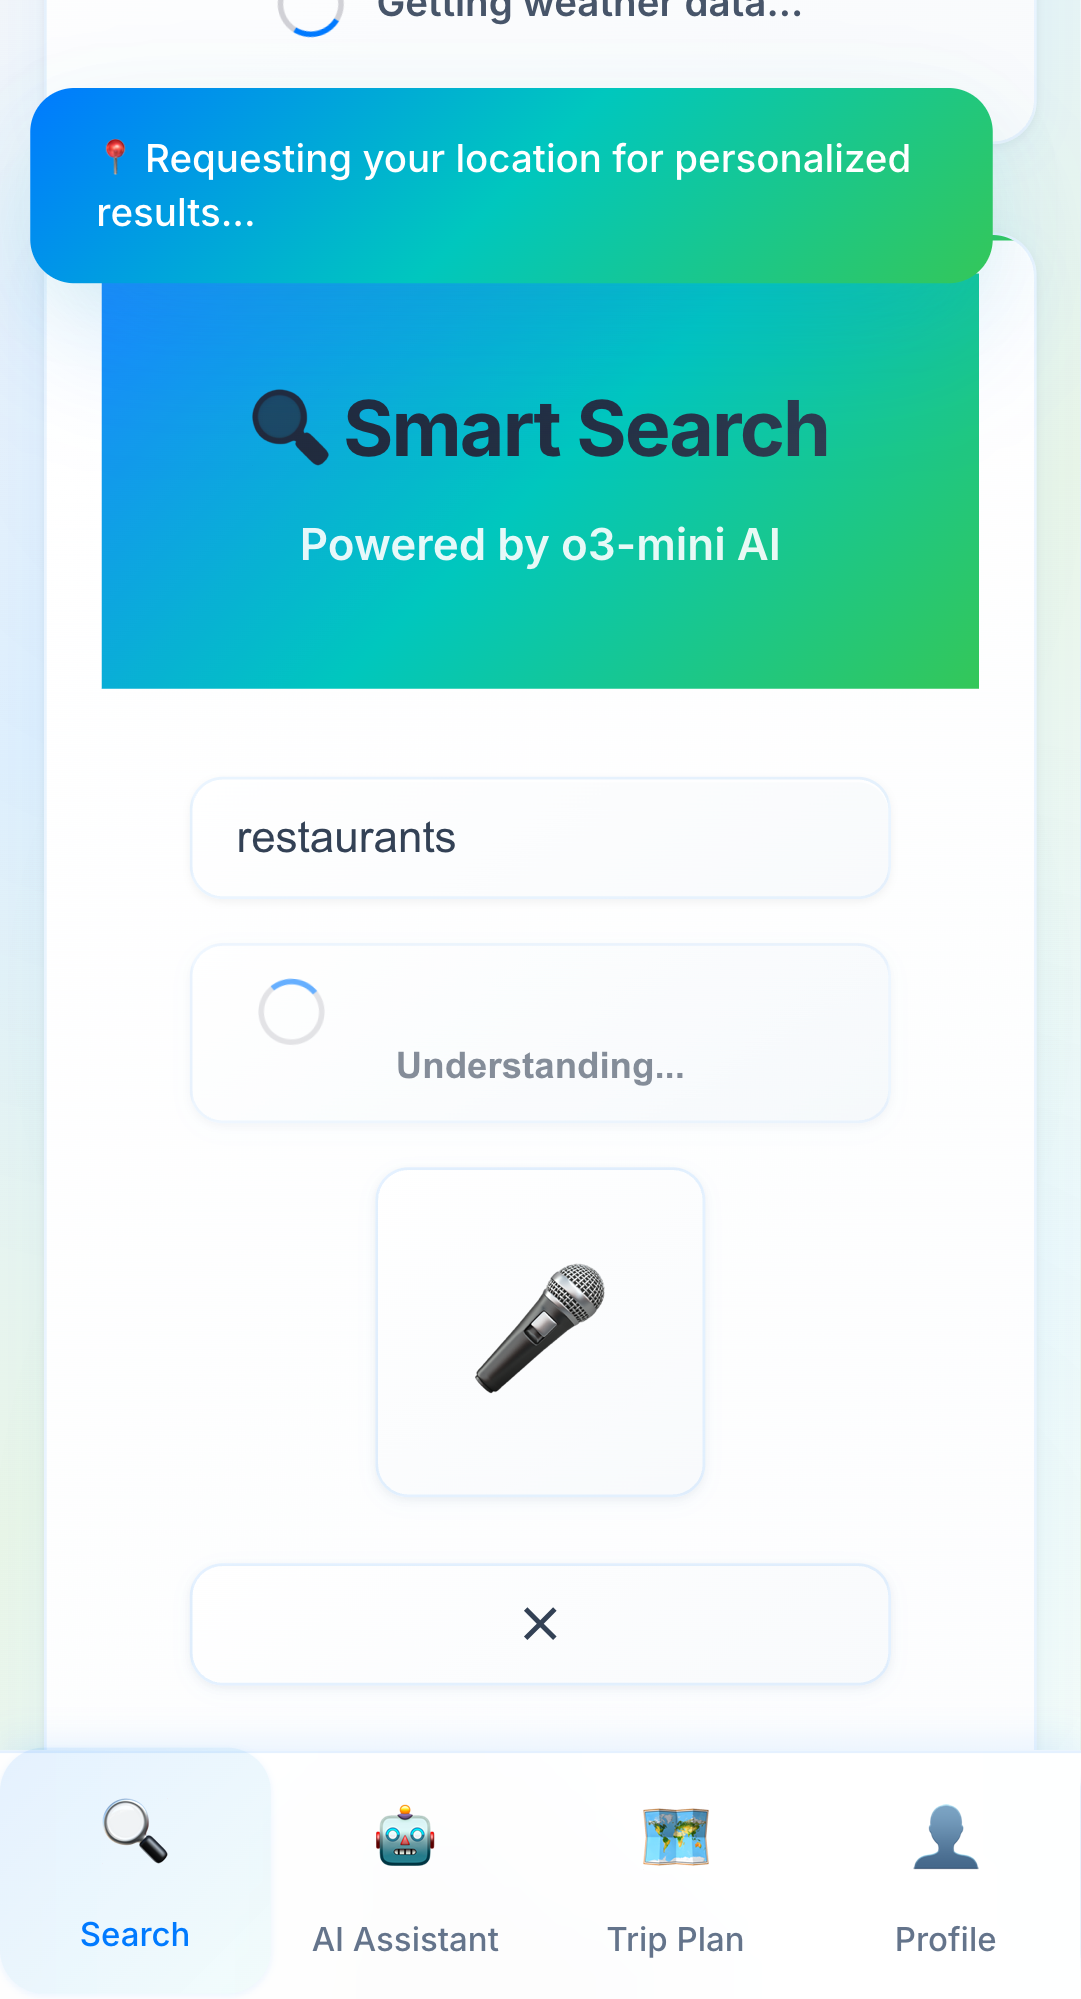 Getting weather data...
Requesting your location for personalized
results...
Smart Search
Powered by o3-mini AI
restaurants
Understanding...
Search
AI Assistant
Trip Plan
Profile